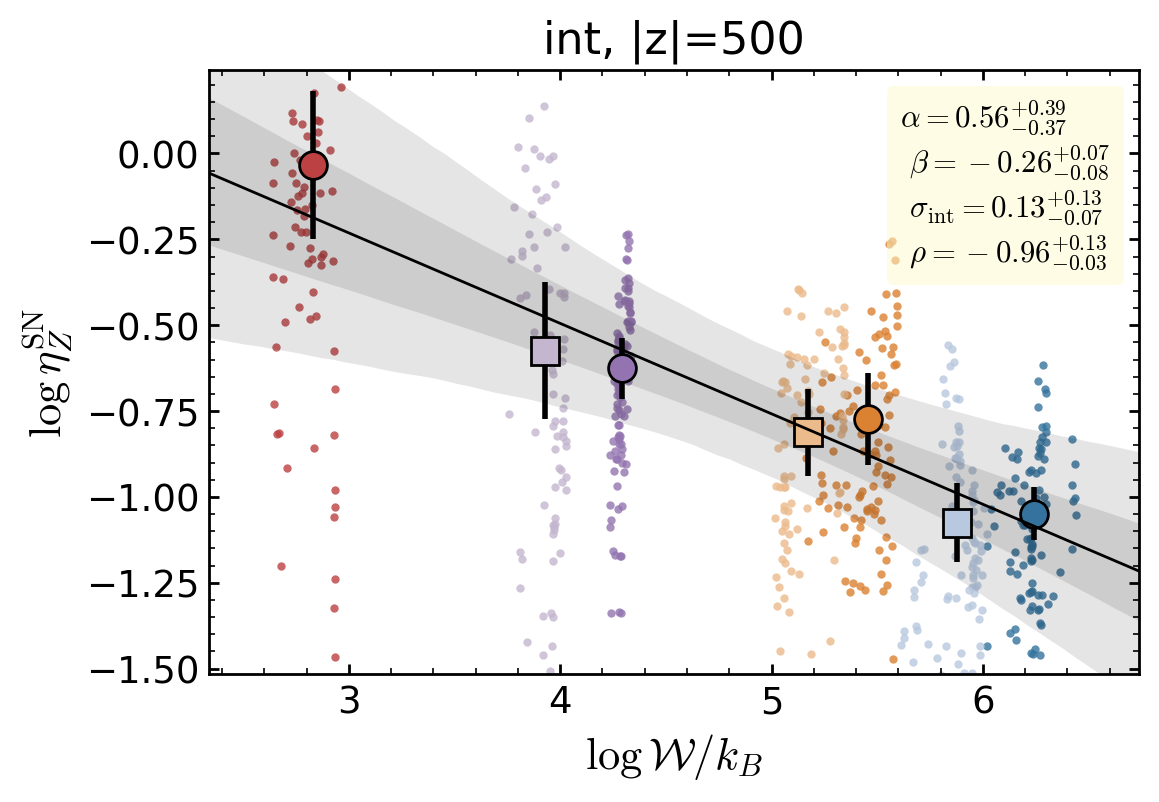 int, |z|=500
α = 0.56^{+0.39}_{-0.37}
β = −0.26^{+0.07}_{-0.08}
σ_{int} = 0.13^{+0.13}_{-0.07}
ρ = −0.96^{+0.13}_{-0.03}
log η_Z^{SN}
0.00
−0.25
−0.50
−0.75
−1.00
−1.25
−1.50
3 4 5 6
log 𝒲/k_B